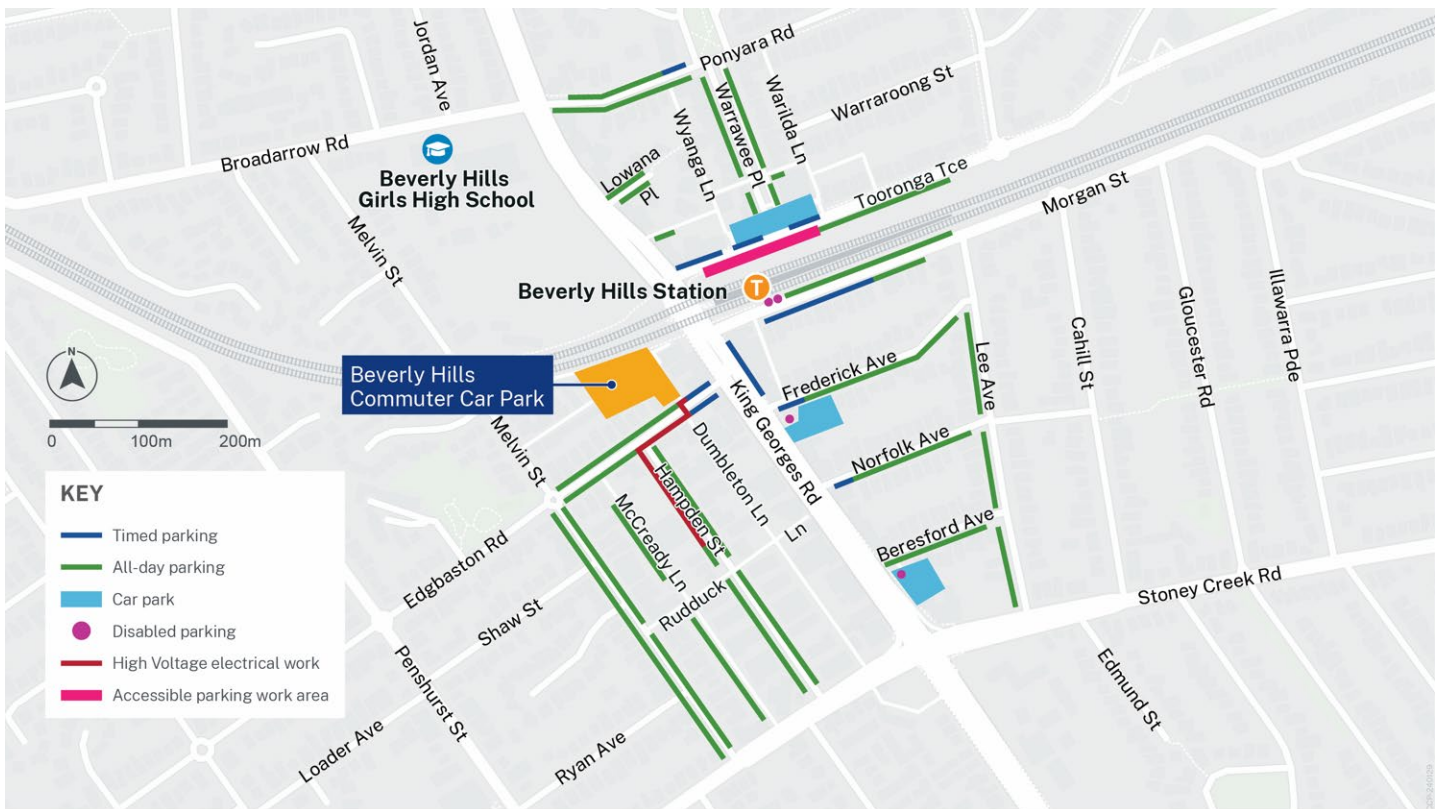 Jordan Ave
Ponyara Rd
Warrawee Pl
Warilda Ln
Warraroong St
Wyanga Ln
Broadarrow Rd
Beverly Hills
Girls High School
Lowana
Pl
Tooronga Tce
Morgan St
Melvin St
Beverly Hills Station
T
Illawarra Pde
Gloucester Rd
Cahill St
Lee Ave
N
Beverly Hills
Commuter Car Park
Frederick Ave
King Georges Rd
0 100m 200m
Melvin St
Dumbleton Ln
Norfolk Ave
Hampden St
McCready Ln
Ln
Beresford Ave
KEY
Timed parking
All-day parking
Car park
Disabled parking
High Voltage electrical work
Accessible parking work area
Edgbaston Rd
Shaw St
Rudduck
Stoney Creek Rd
Penshurst St
Edmund St
Loader Ave
Ryan Ave